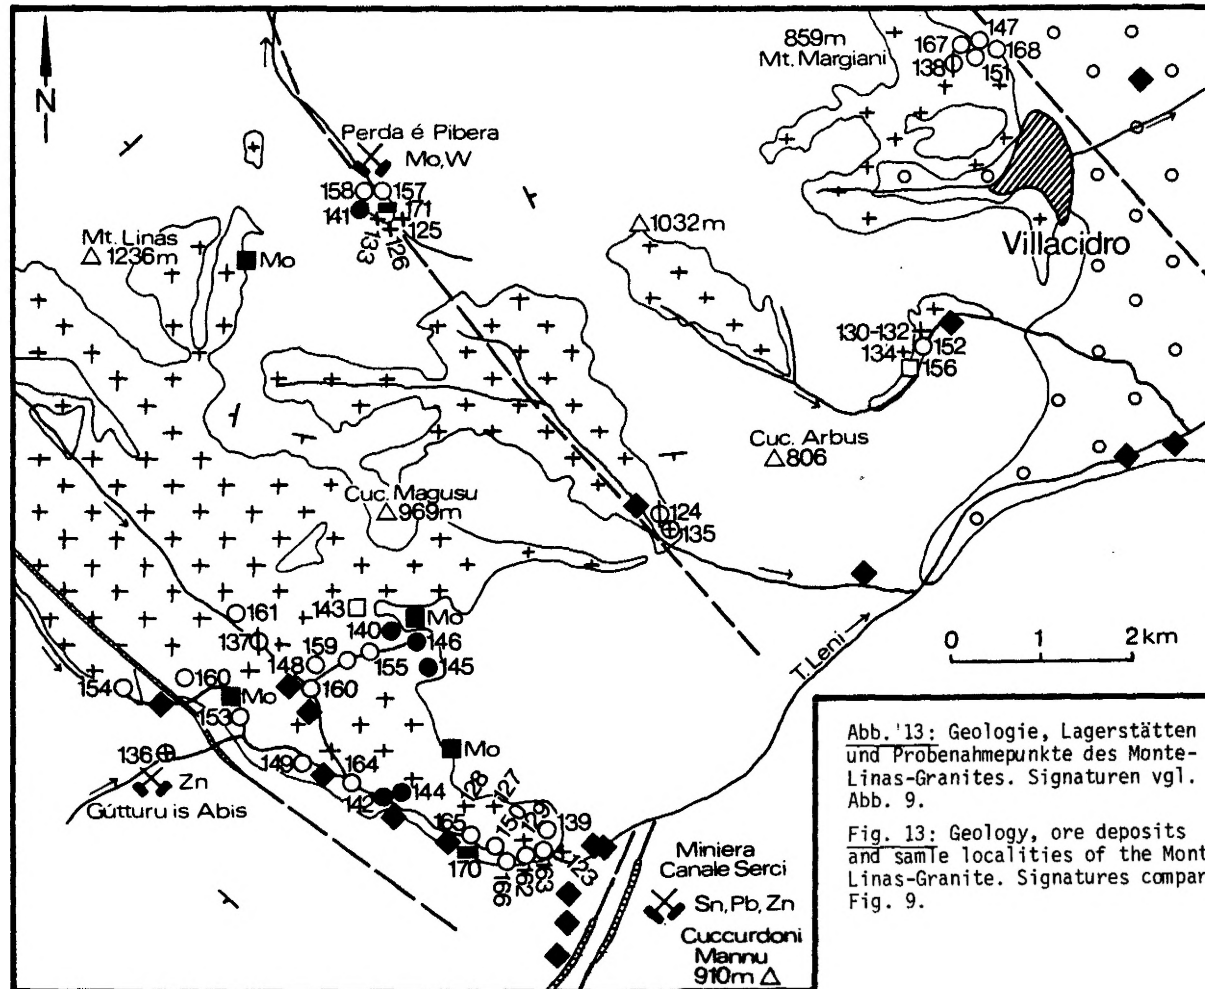 859m
Mt. Margiani
147
167
168
138
151
N
Perda é Pibera
Mo,W
158
157
141
171
125
133
126
Mt. Linas
△ 1236m
Mo
△1032m
Villacidro
130-132
134
152
156
Cuc. Arbus
△806
Cuc. Magusu
△969m
124
135
161
143
Mo
137
140
146
159
148
155
145
160
160
154
Mo
153
T. Leni
0 1 2 km
136
Zn
Gútturu is Abis
149
164
142
144
Mo
128
127
150
129
139
165
170
166
162
163
123
Miniera
Canale Serci
Sn,Pb,Zn
Cuccurdoni
Mannu
910m △
Abb.'13: Geologie, Lagerstätten
und Probenahmepunkte des Monte-
Linas-Granites. Signaturen vgl.
Abb. 9.
Fig. 13: Geology, ore deposits
and samle localities of the Mont
Linas-Granite. Signatures compar
Fig. 9.